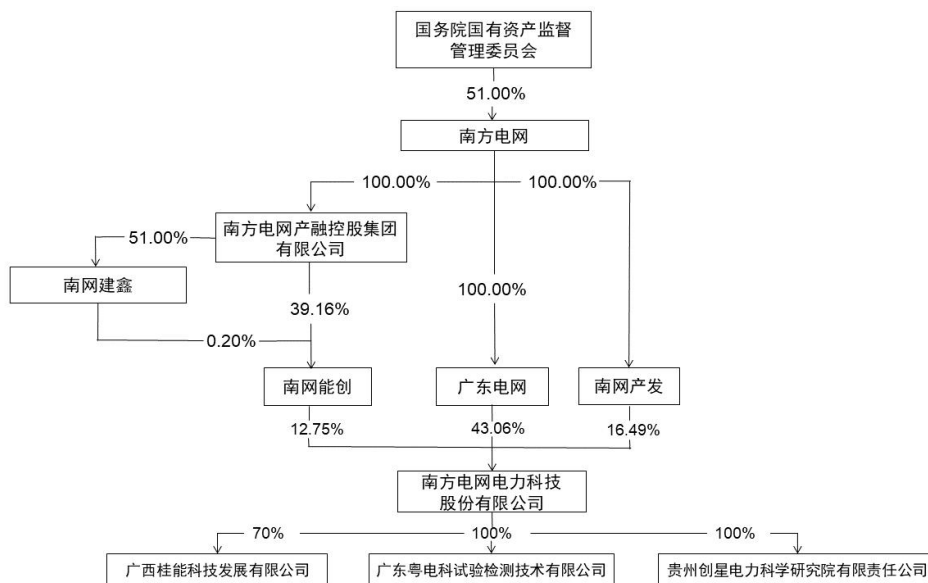 国务院国有资产监督
管理委员会
51.00%
南方电网
100.00%
100.00%
南方电网产融控股集团
有限公司
51.00%
南网建鑫
100.00%
39.16%
0.20%
南网能创
广东电网
南网产发
12.75%
43.06%
16.49%
南方电网电力科技
股份有限公司
70%
100%
100%
广西桂能科技发展有限公司
广东粤电科试验检测技术有限公司
贵州创星电力科学研究院有限责任公司